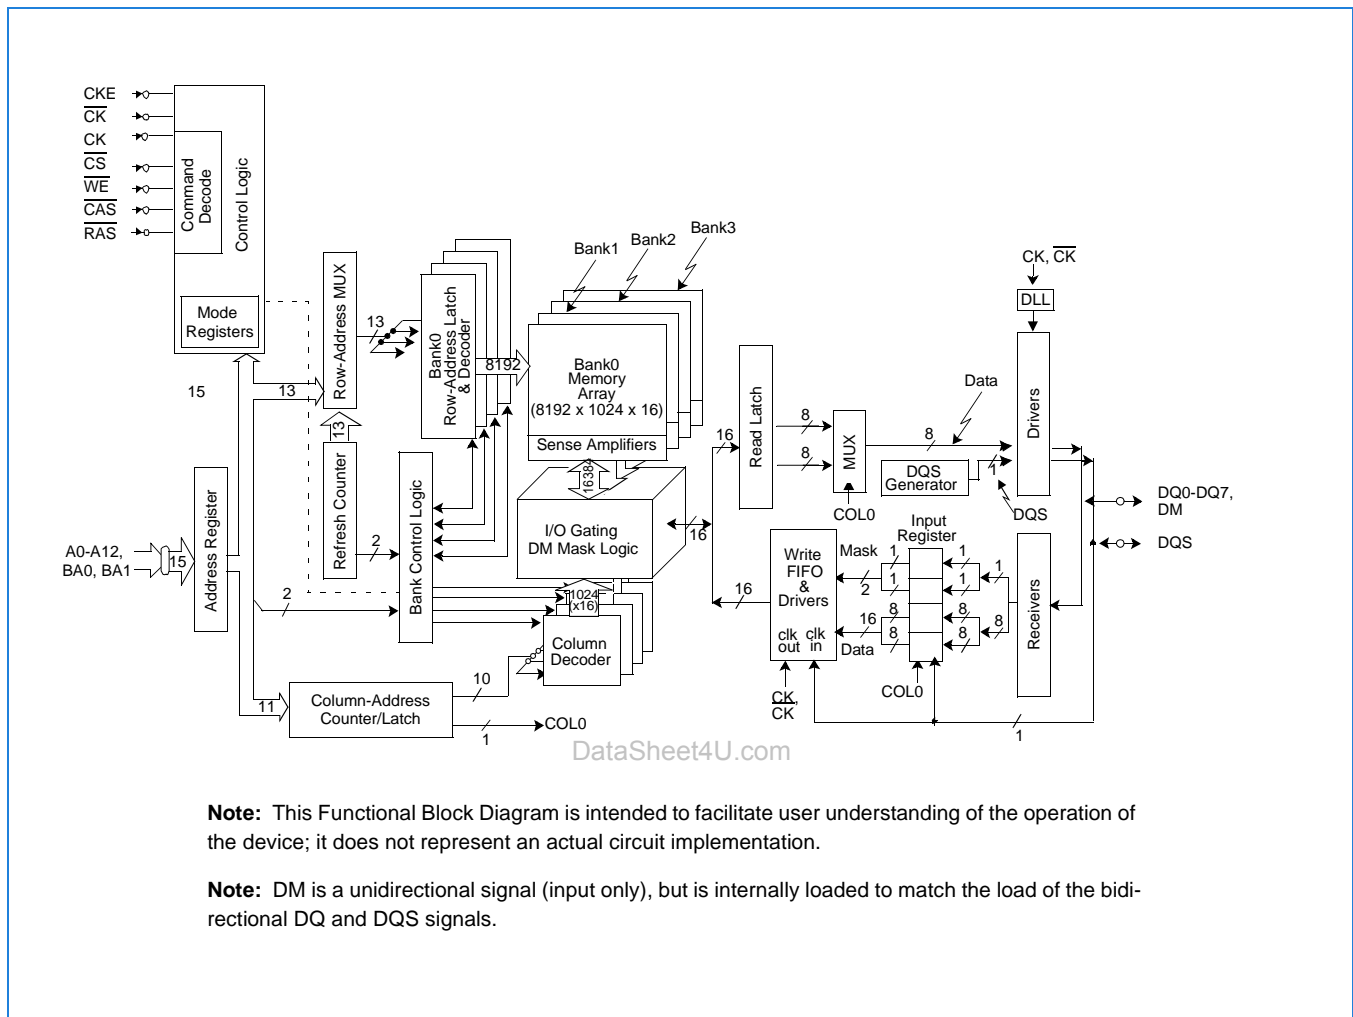 CKE
CK
CK
CS
WE
CAS
RAS
Command
Decode
Control Logic
Mode
Registers
15
13
Row-Address MUX
13
13
Refresh Counter
Bank0
Row-Address Latch
& Decoder
8192
Bank1
Bank2
Bank3
Bank0
Memory
Array
(8192 x 1024 x 16)
Sense Amplifiers
16384
I/O Gating
DM Mask Logic
16
Bank Control Logic
2
2
A0-A12,
BA0, BA1
15
Address Register
11
Column-Address
Counter/Latch
10
1
COL0
1024
(x16)
Column
Decoder
16
Read Latch
8
8
MUX
COL0
8
Data
DQS
Generator
1
DQS
CK, CK
DLL
Drivers
DQ0-DQ7,
DM
DQS
Receivers
Input
Register
Mask
1
1
1
1
1
2
8
8
8
8
8
16
Data
COL0
Write
FIFO
&
Drivers
clk
out
clk
in
CK,
CK
16
1
DataSheet4U.com
Note: This Functional Block Diagram is intended to facilitate user understanding of the operation of
the device; it does not represent an actual circuit implementation.
Note: DM is a unidirectional signal (input only), but is internally loaded to match the load of the bidi-
rectional DQ and DQS signals.